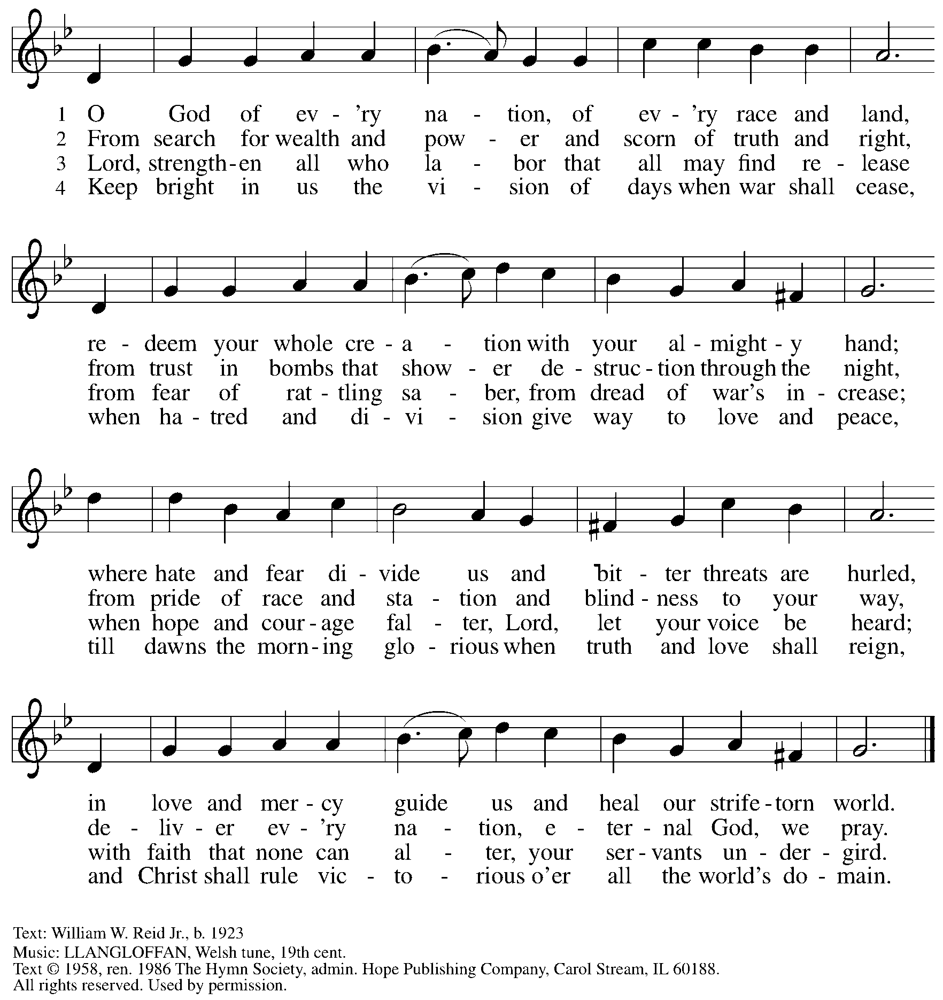 1 O God of ev - 'ry na - tion, of ev - 'ry race and land,
2 From search for wealth and pow - er and scorn of truth and right,
3 Lord, strength - en all who la - bor that all may find re - lease
4 Keep bright in us the vi - sion of days when war shall cease,
re - deem your whole cre - a - tion with your al - might - y hand;
from trust in bombs that show - er de - struc - tion through the night,
from fear of rat - tling sa - ber, from dread of war's in - crease;
when ha - tred and di - vi - sion give way to love and peace,
where hate and fear di - vide us and bit - ter threats are hurled,
from pride of race and sta - tion and blind - ness to your way,
when hope and cour - age fal - ter, Lord, let your voice be heard;
till dawns the morn - ing glo - rious when truth and love shall reign,
in love and mer - cy guide us and heal our strife - torn world.
de - liv - er ev - 'ry na - tion, e - ter - nal God, we pray.
with faith that none can al - ter, your ser - vants un - der - gird.
and Christ shall rule vic - to - rious o'er all the world's do - main.
Text: William W. Reid Jr., b. 1923
Music: LLANGLOFFAN, Welsh tune, 19th cent.
Text © 1958, ren. 1986 The Hymn Society, admin. Hope Publishing Company, Carol Stream, IL 60188.
All rights reserved. Used by permission.